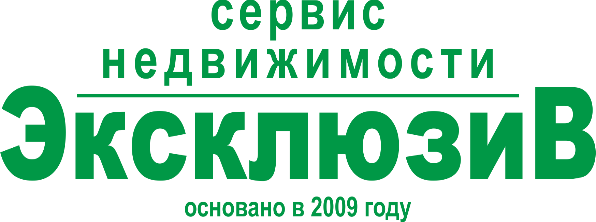 сервис
недвижимости
ЭксклюзиВ
основано в 2009 году